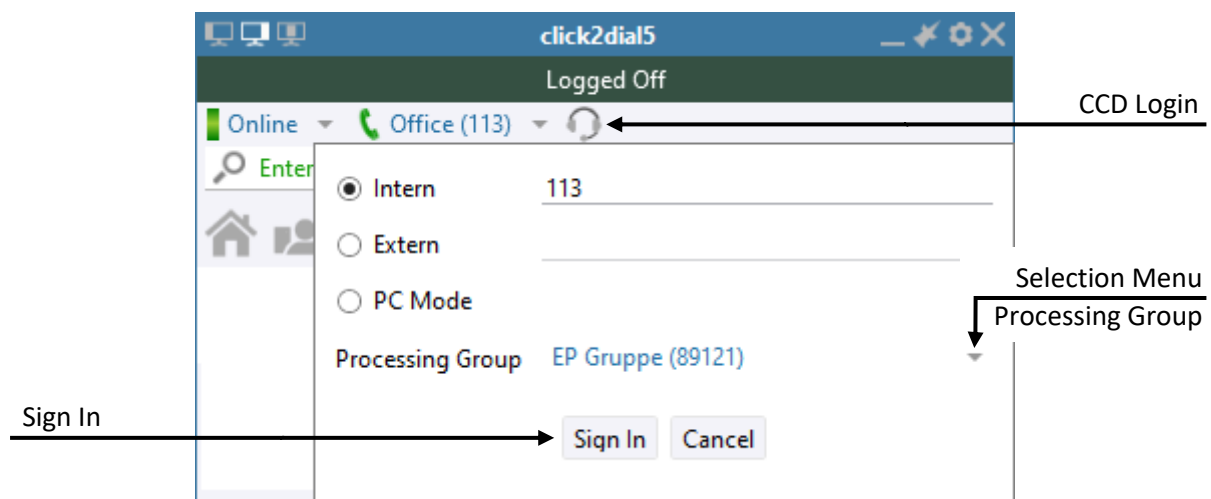 click2dial5
Logged Off
CCD Login
Online
Office (113)
Enter
Intern
113
Extern
Selection Menu
PC Mode
Processing Group
Processing Group
EP Gruppe (89121)
Sign In
Sign In
Cancel